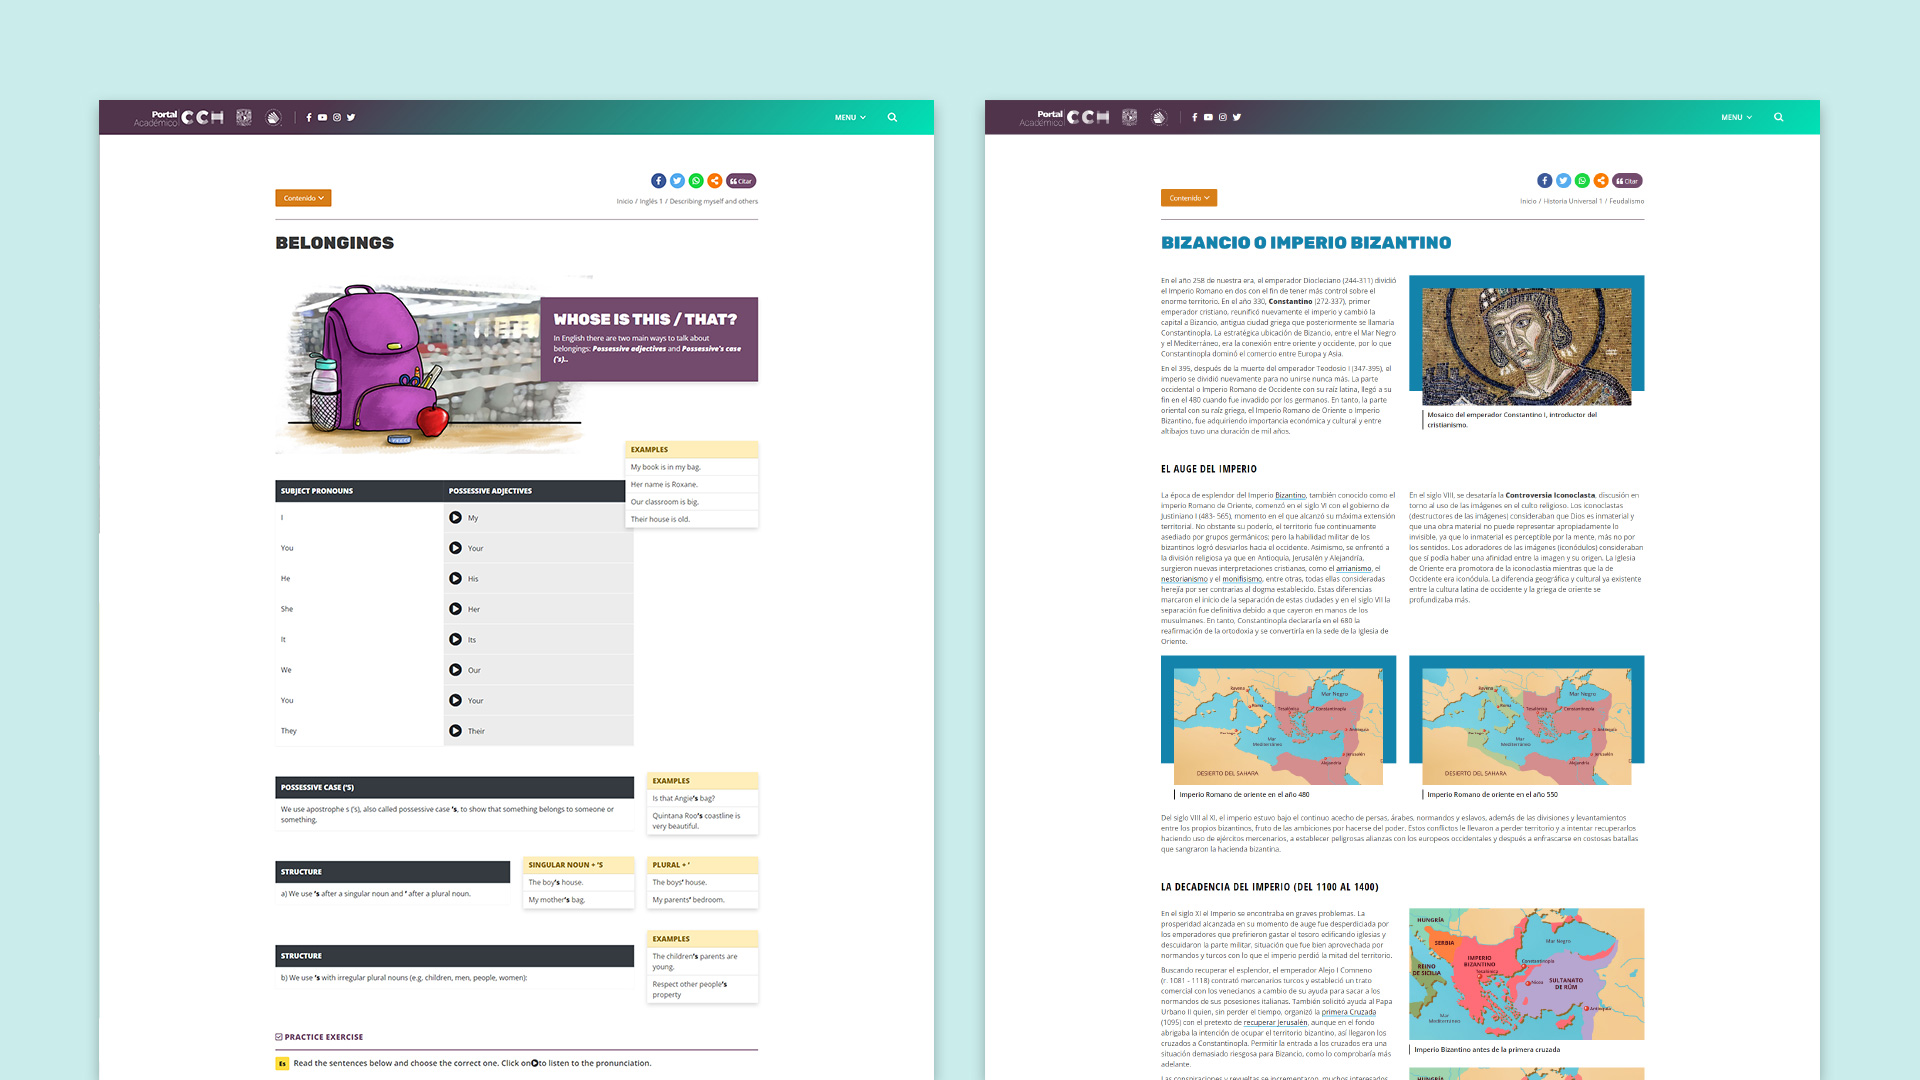 Portal
Académico
CCH
MENU
Contenido
Citar
Inicio / Inglés 1 / Describing myself and others
BELONGINGS
WHOSE IS THIS / THAT?
In English there are two main ways to talk about
belongings: Possessive adjectives and Possessive's case
('s)..
EXAMPLES
My book is in my bag.
Her name is Roxane.
Our classroom is big.
Their house is old.
SUBJECT PRONOUNS
POSSESSIVE ADJECTIVES
I
My
You
Your
He
His
She
Her
It
Its
We
Our
You
Your
They
Their
POSSESSIVE CASE ('S)
We use apostrophe s ('s), also called possessive case 's, to show that something belongs to someone or
something.
EXAMPLES
Is that Angie's bag?
Quintana Roo's coastline is
very beautiful.
STRUCTURE
a) We use 's after a singular noun and ' after a plural noun.
SINGULAR NOUN + 'S
The boy's house.
My mother's bag.
PLURAL + '
The boys' house.
My parents' bedroom.
STRUCTURE
b) We use 's with irregular plural nouns (e.g. children, men, people, women):
EXAMPLES
The children's parents are
young.
Respect other people's
property
PRACTICE EXERCISE
Es
Read the sentences below and choose the correct one. Click on to listen to the pronunciation.
Portal
Académico
CCH
MENU
Contenido
Citar
Inicio / Historia Universal 1 / Feudalismo
BIZANCIO O IMPERIO BIZANTINO
En el año 258 de nuestra era, el emperador Diocleciano (244-311) dividió
el Imperio Romano en dos con el fin de tener más control sobre el
enorme territorio. En el año 330, Constantino (272-337), primer
emperador cristiano, reunificó nuevamente el imperio y cambió la
capital a Bizancio, antigua ciudad griega que posteriormente se llamaría
Constantinopla. La estratégica ubicación de Bizancio, entre el Mar Negro
y el Mediterráneo, era la conexión entre oriente y occidente, por lo que
Constantinopla dominó el comercio entre Europa y Asia.
En el 395, después de la muerte del emperador Teodosio I (347-395), el
imperio se dividió nuevamente para no unirse nunca más. La parte
occidental o Imperio Romano de Occidente con su raíz latina, llegó a su
fin en el 480 cuando fue invadido por los germanos. En tanto, la parte
oriental con su raíz griega, el Imperio Romano de Oriente o Imperio
Bizantino, fue adquiriendo importancia económica y cultural y entre
altibajos tuvo una duración de mil años.
Mosaico del emperador Constantino I, introductor del
cristianismo.
EL AUGE DEL IMPERIO
La época de esplendor del Imperio Bizantino, también conocido como el
Imperio Romano de Oriente, comenzó en el siglo VI con el gobierno de
Justiniano I (483- 565), momento en el que alcanzó su máxima extensión
territorial. No obstante su poderío, el territorio fue continuamente
asediado por grupos germánicos; pero la habilidad militar de los
bizantinos logró desviarlos hacia el occidente. Asimismo, se enfrentó a
la división religiosa ya que en Antioquía, Jerusalén y Alejandría,
surgieron nuevas interpretaciones cristianas, como el arrianismo, el
nestorianismo y el monifisismo, entre otras, todas ellas consideradas
herejía por ser contrarias al dogma establecido. Estas diferencias
marcaron el inicio de la separación de estas ciudades y en el siglo VII la
separación fue definitiva debido a que cayeron en manos de los
musulmanes. En tanto, Constantinopla declararía en el 680 la
reafirmación de la ortodoxia y se convertiría en la sede de la Iglesia de
Oriente.
En el siglo VIII, se desataría la Controversia Iconoclasta, discusión en
torno al uso de las imágenes en el culto religioso. Los iconoclastas
(destructores de las imágenes) consideraban que Dios es inmaterial y
que una obra material no puede representar apropiadamente lo
invisible, ya que lo inmaterial es perceptible por la mente, más no por
los sentidos. Los adoradores de las imágenes (iconódulos) consideraban
que sí podía haber una afinidad entre la imagen y su origen. La Iglesia
de Oriente era promotora de la iconoclastia mientras que la de
Occidente era iconódula. La diferencia geográfica y cultural ya existente
entre la cultura latina de occidente y la griega de oriente se
profundizaba más.
Ravena
Roma
Mar Negro
Tesalónica
Constantinopla
Mar
Mediterráneo
Antioquía
Jerusalén
Alejandría
DESIERTO DEL SAHARA
Imperio Romano de oriente en el año 480
Ravena
Roma
Mar Negro
Tesalónica
Constantinopla
Mar
Mediterráneo
Antioquía
Jerusalén
Alejandría
DESIERTO DEL SAHARA
Imperio Romano de oriente en el año 550
Del siglo VIII al XI, el imperio estuvo bajo el continuo acecho de persas, árabes, normandos y eslavos, además de las divisiones y levantamientos
entre los propios bizantinos, fruto de las ambiciones por hacerse del poder. Estos conflictos le llevaron a perder territorio y a intentar recuperarlos
haciendo uso de ejércitos mercenarios, a establecer peligrosas alianzas con los europeos occidentales y después a enfrascarse en costosas batallas
que sangraron la hacienda bizantina.
LA DECADENCIA DEL IMPERIO (DEL 1100 AL 1400)
En el siglo XI el Imperio se encontraba en graves problemas. La
prosperidad alcanzada en su momento de auge fue desperdiciada por
los emperadores que prefirieron gastar el tesoro edificando iglesias y
descuidaron la parte militar, situación que fue bien aprovechada por
normandos y turcos con lo que el imperio perdió la mitad del territorio.
Buscando recuperar el esplendor, el emperador Alejo I Comneno
(r. 1081 - 1118) contrató mercenarios turcos y estableció un trato
comercial con los venecianos a cambio de su ayuda para sacar a los
normandos de sus posesiones italianas. También solicitó ayuda al Papa
Urbano II quien, sin perder el tiempo, organizó la primera Cruzada
(1095) con el pretexto de recuperar Jerusalén, aunque en el fondo
abrigaba la intención de ocupar el territorio bizantino, así llegaron los
cruzados a Constantinopla. Permitir la entrada a los cruzados era una
situación demasiado riesgosa para Bizancio, como lo comprobaría más
adelante.
Las conspiraciones y revueltas se incrementaron, muchos interesados
HUNGRÍA
SERBIA
IMPERIO
BIZANTINO
REINO
DE SICILIA
Mar Negro
Constantinopla
Tesalónica
Nicea
SULTANATO
DE RÚM
Antioquía
Mar
Mediterráneo
Imperio Bizantino antes de la primera cruzada
HUNGRÍA